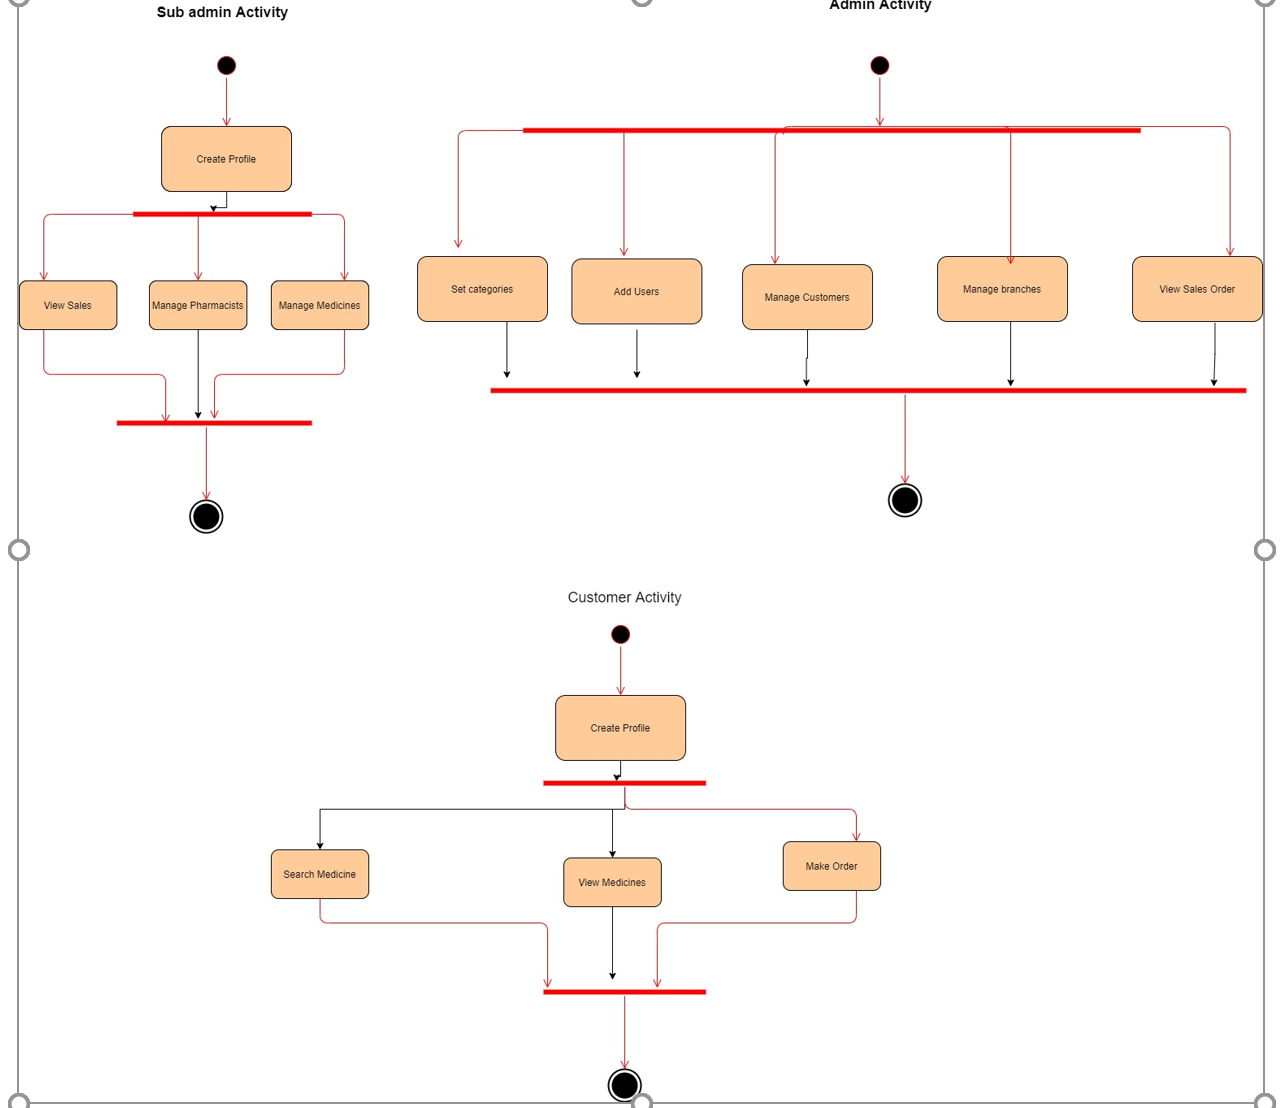 Sub admin Activity
Admin Activity
Create Profile
View Sales
Manage Pharmacists
Manage Medicines
Set categories
Add Users
Manage Customers
Manage branches
View Sales Order
Customer Activity
Create Profile
Search Medicine
View Medicines
Make Order